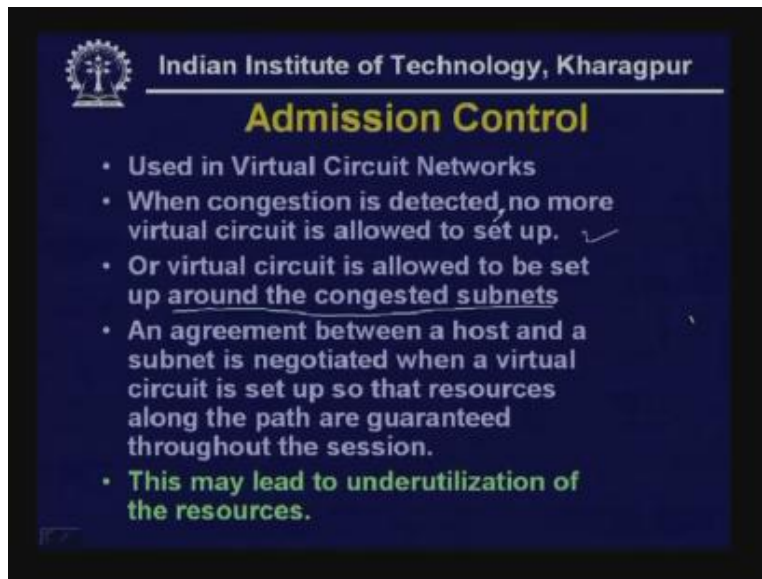 Indian Institute of Technology, Kharagpur
Admission Control
• Used in Virtual Circuit Networks
• When congestion is detected, no more
virtual circuit is allowed to set up.
• Or virtual circuit is allowed to be set
up around the congested subnets
• An agreement between a host and a
subnet is negotiated when a virtual
circuit is set up so that resources
along the path are guaranteed
throughout the session.
• This may lead to underutilization of
the resources.